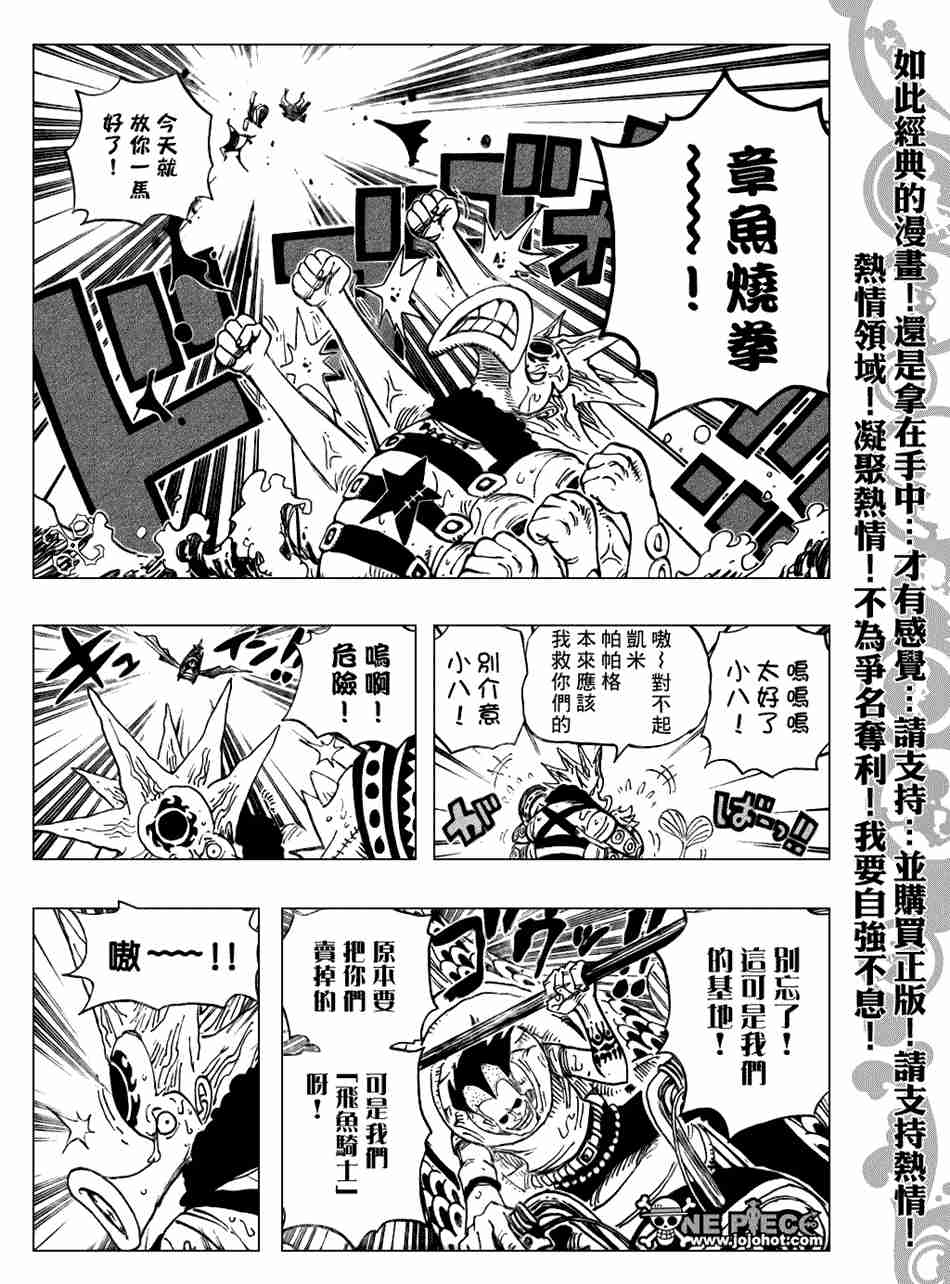 如此經典的漫畫！還是拿在手中…才有感覺…請支持…並購買正版！請支持熱情！
熱情領域！凝聚熱情！不為爭名奪利！我要自強不息！
章魚燒拳
～～～！
今天就
放你一馬
好了！
ドゴォ
嗚嗚嗚
太好了
小八！
嗷～對不起
凱米
帕帕格
本來應該
我救你們的
別介意
小八！
ばーっ!!
嗚啊！
危險！
別忘了！
這可是我們
的基地！
原本要
把你們
賣掉的
可是我們
「飛魚騎士」
呀！
嗷～～!!
ONE PIECE
www.jojohot.com